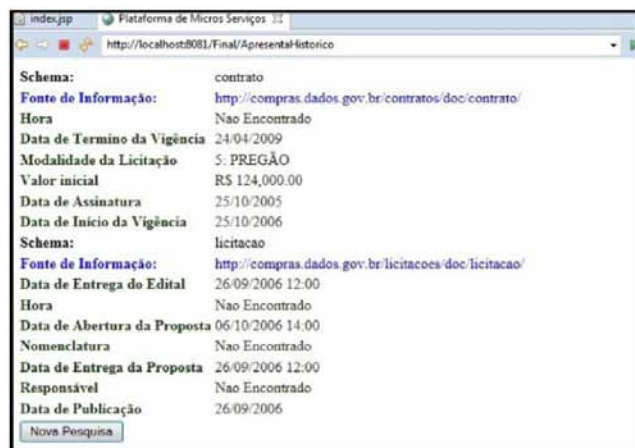 index.jsp Plataforma de Micros Serviços
http://localhost:8081/Final/ApresentaHistorico
Schema: contrato
Fonte de Informação: http://compras.dados.gov.br/contratos/doc/contrato/
Hora Nao Encontrado
Data de Termino da Vigência 24/04/2009
Modalidade da Licitação 5: PREGÃO
Valor inicial R$ 124,000.00
Data de Assinatura 25/10/2005
Data de Início da Vigência 25/10/2006
Schema: licitacao
Fonte de Informação: http://compras.dados.gov.br/licitacoes/doc/licitacao/
Data de Entrega do Edital 26/09/2006 12:00
Hora Nao Encontrado
Data de Abertura da Proposta 06/10/2006 14:00
Nomenclatura Nao Encontrado
Data de Entrega da Proposta 26/09/2006 12:00
Responsável Nao Encontrado
Data de Publicação 26/09/2006
Nova Pesquisa